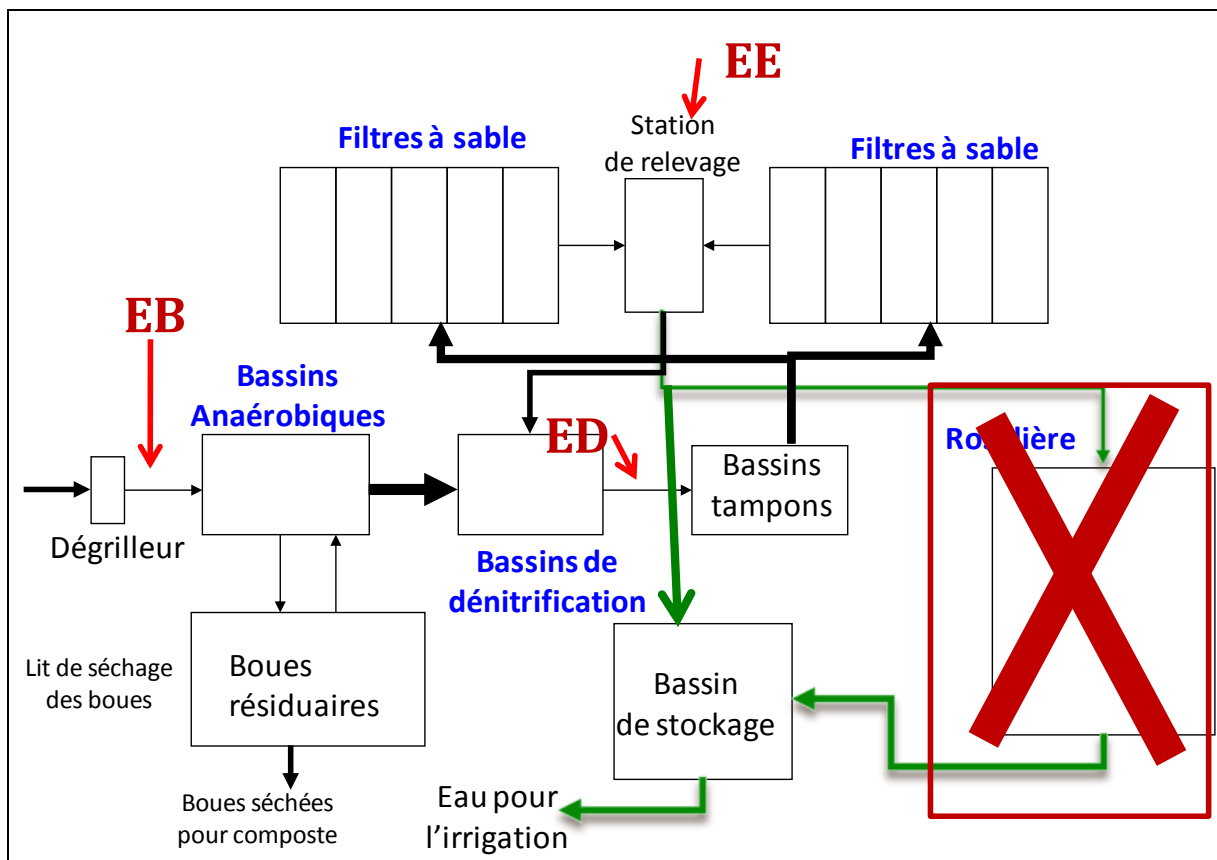 EE
Station
de relevage
Filtres à sable
Filtres à sable
EB
Bassins
Anaérobiques
ED
Bassins
tampons
Dégrilleur
Bassins de
dénitrification
Lit de séchage
des boues
Boues
résiduaires
Bassin
de stockage
Boues séchées
pour composte
Eau pour
l'irrigation